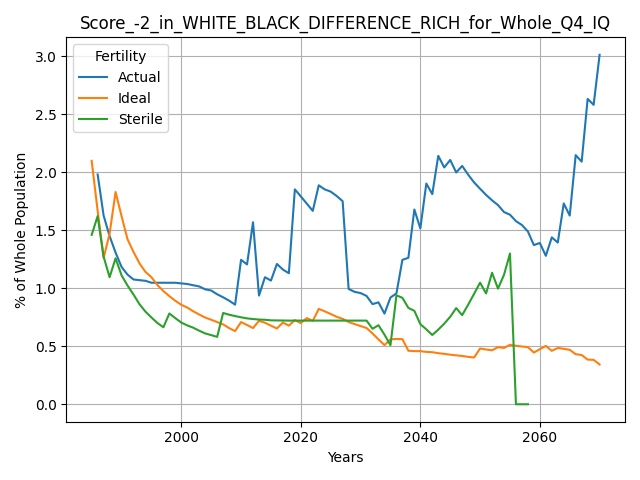 Score_-2_in_WHITE_BLACK_DIFFERENCE_RICH_for_Whole_Q4_IQ
Fertility
Actual
Ideal
Sterile
% of Whole Population
3.0
2.5
2.0
1.5
1.0
0.5
0.0
2000
2020
2040
2060
Years